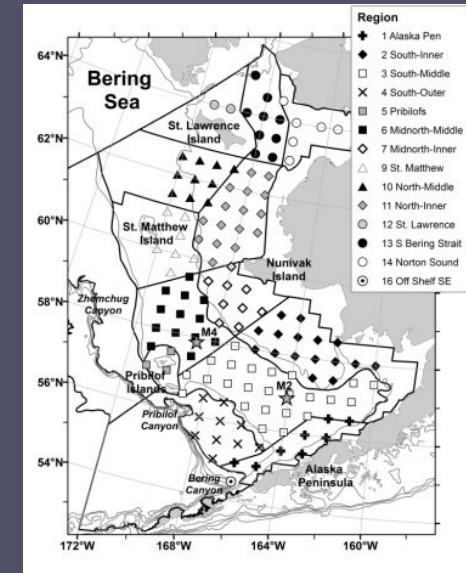 Region
1 Alaska Pen
2 South-Inner
3 South-Middle
4 South-Outer
5 Pribilofs
6 Midnorth-Middle
7 Midnorth-Inner
9 St. Matthew
10 North-Middle
11 North-Inner
12 St. Lawrence
13 S Bering Strait
14 Norton Sound
16 Off Shelf SE
64°N
Bering
Sea
62°N
St. Lawrence
Island
60°N
St. Matthew
Island
Nunivak
Island
58°N
Zhemchug
Canyon
M4
Pribilof
Islands
56°N
M2
Pribilof
Canyon
54°N
Bering
Canyon
Alaska
Peninsula
172°W
168°W
164°W
160°W